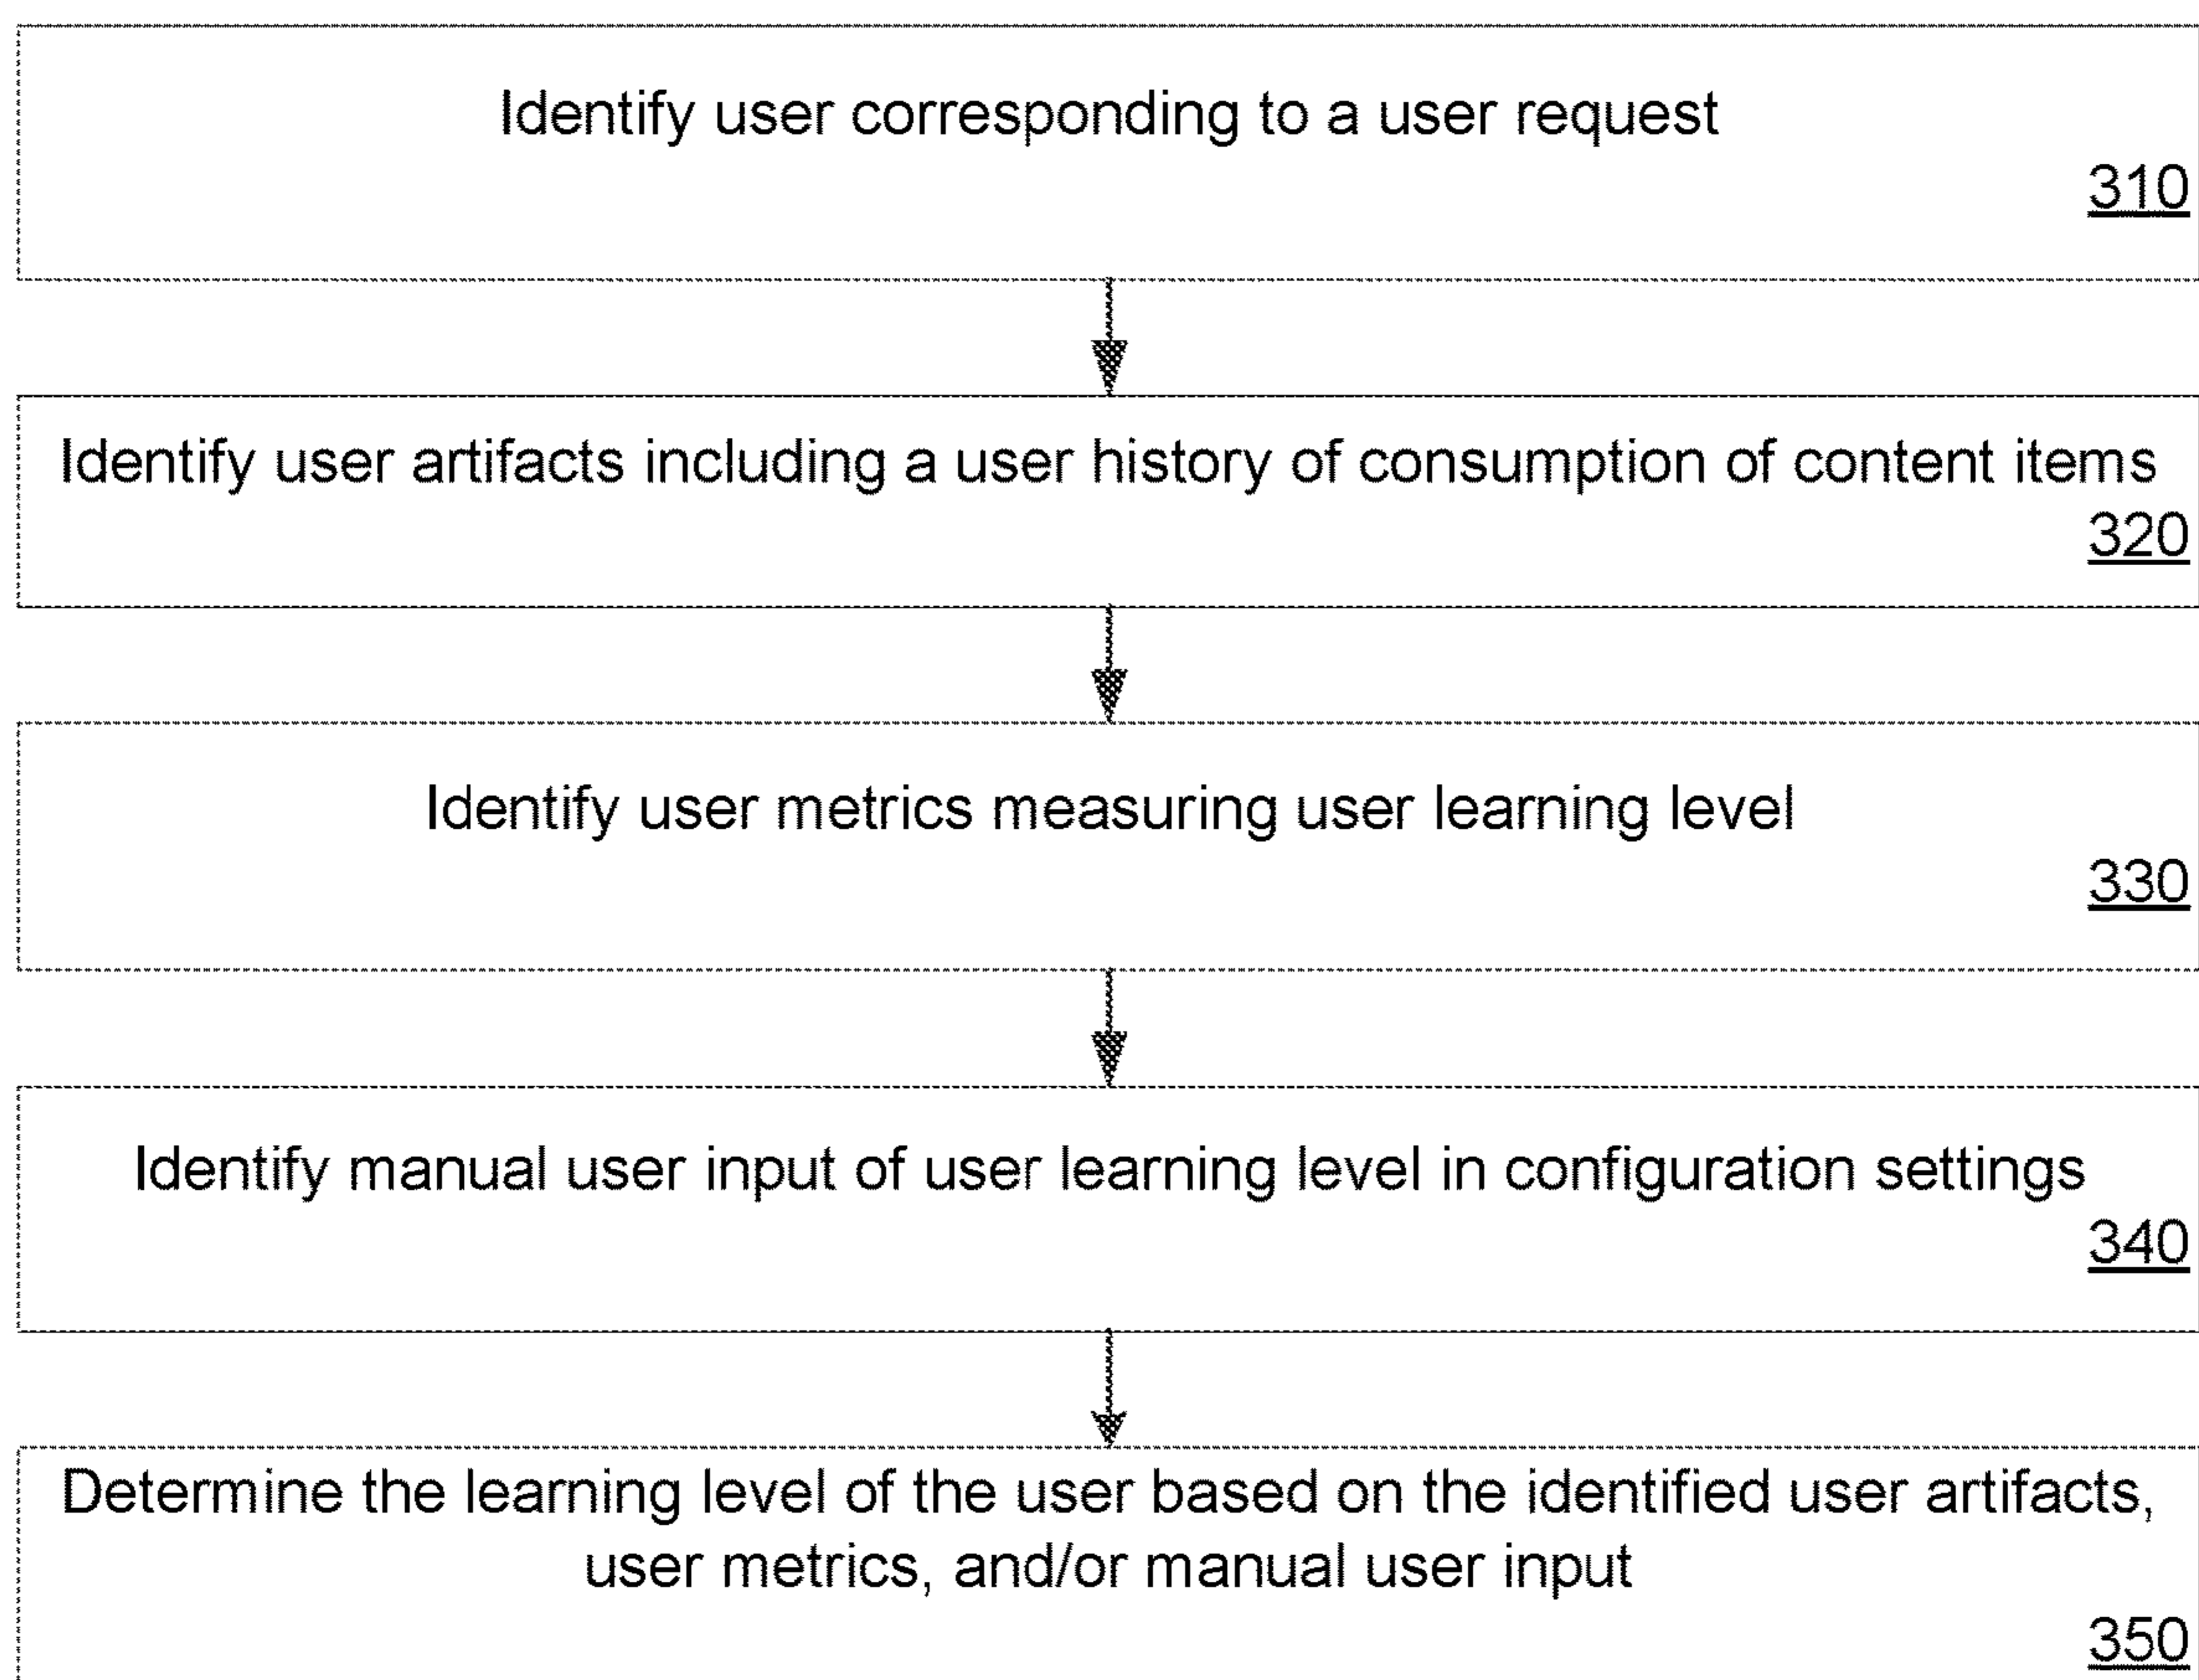 Identify user corresponding to a user request
310
Identify user artifacts including a user history of consumption of content items
320
Identify user metrics measuring user learning level
330
Identify manual user input of user learning level in configuration settings
340
Determine the learning level of the user based on the identified user artifacts,
user metrics, and/or manual user input
350